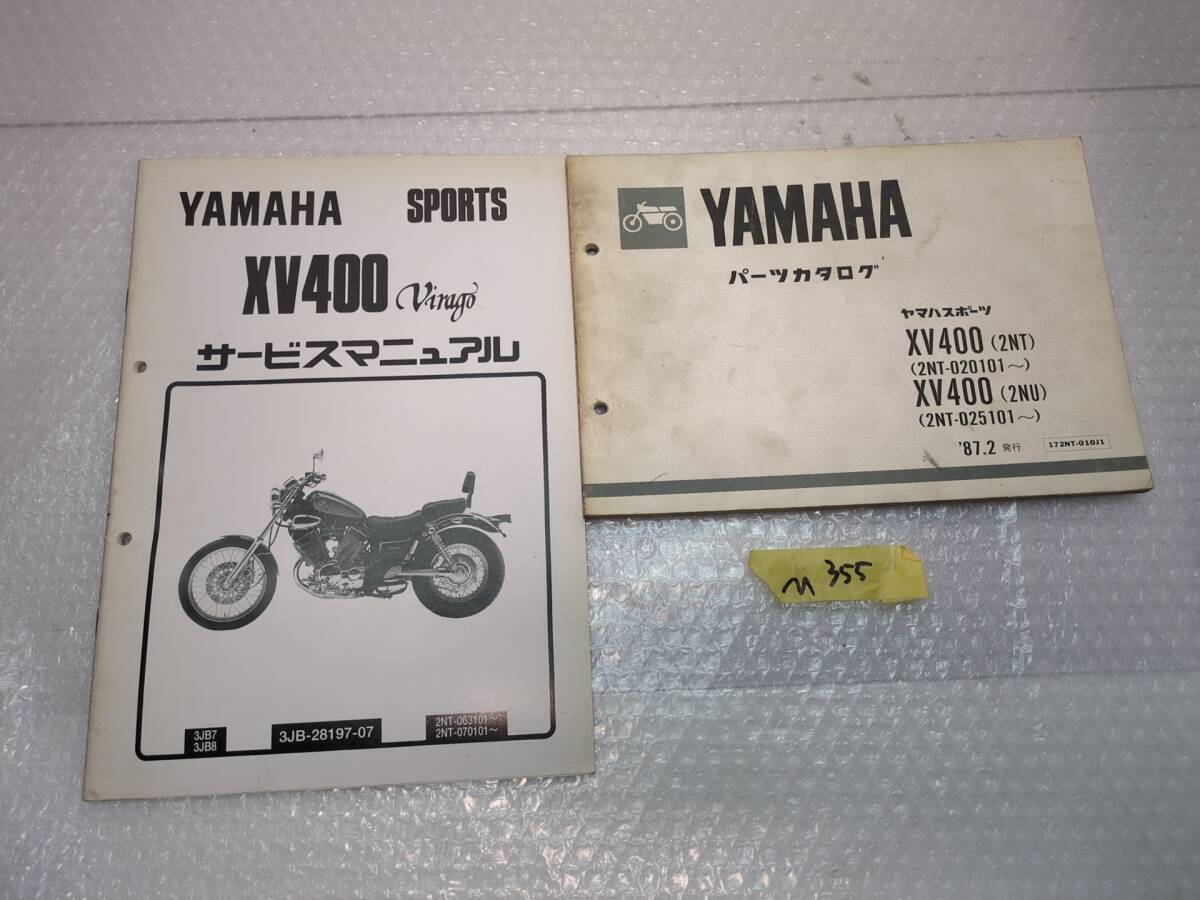 YAMAHA SPORTS
XV400 Virago
サービスマニュアル
3JB7
3JB8
3JB-28197-07
2NT-063101~
2NT-070101~
YAMAHA
パーツカタログ
ヤマハスポーツ
XV400 (2NT)
(2NT-020101~)
XV400 (2NU)
(2NT-025101~)
'87.2 発行
172NT-010J1
M 355